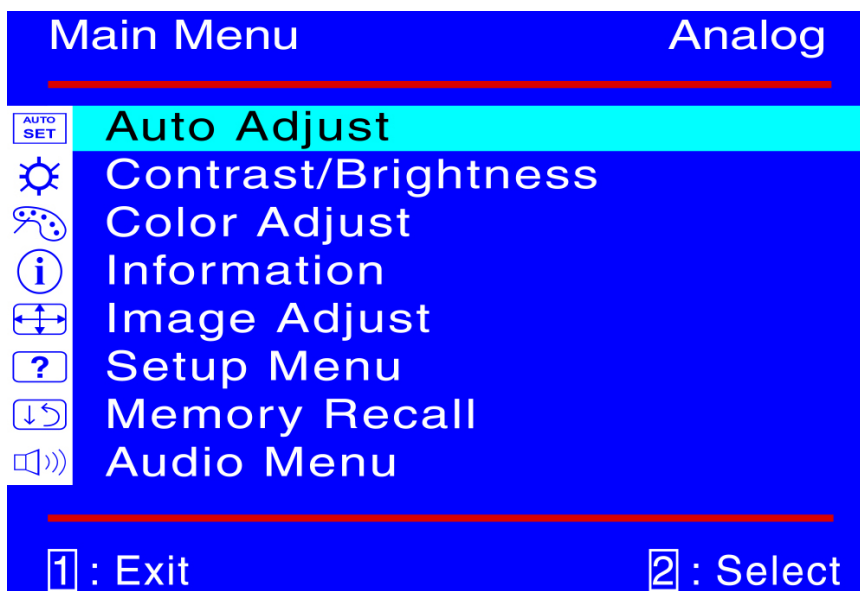 Main Menu Analog
AUTO SET Auto Adjust
Contrast/Brightness
Color Adjust
i Information
Image Adjust
? Setup Menu
Memory Recall
Audio Menu
1 : Exit 2 : Select